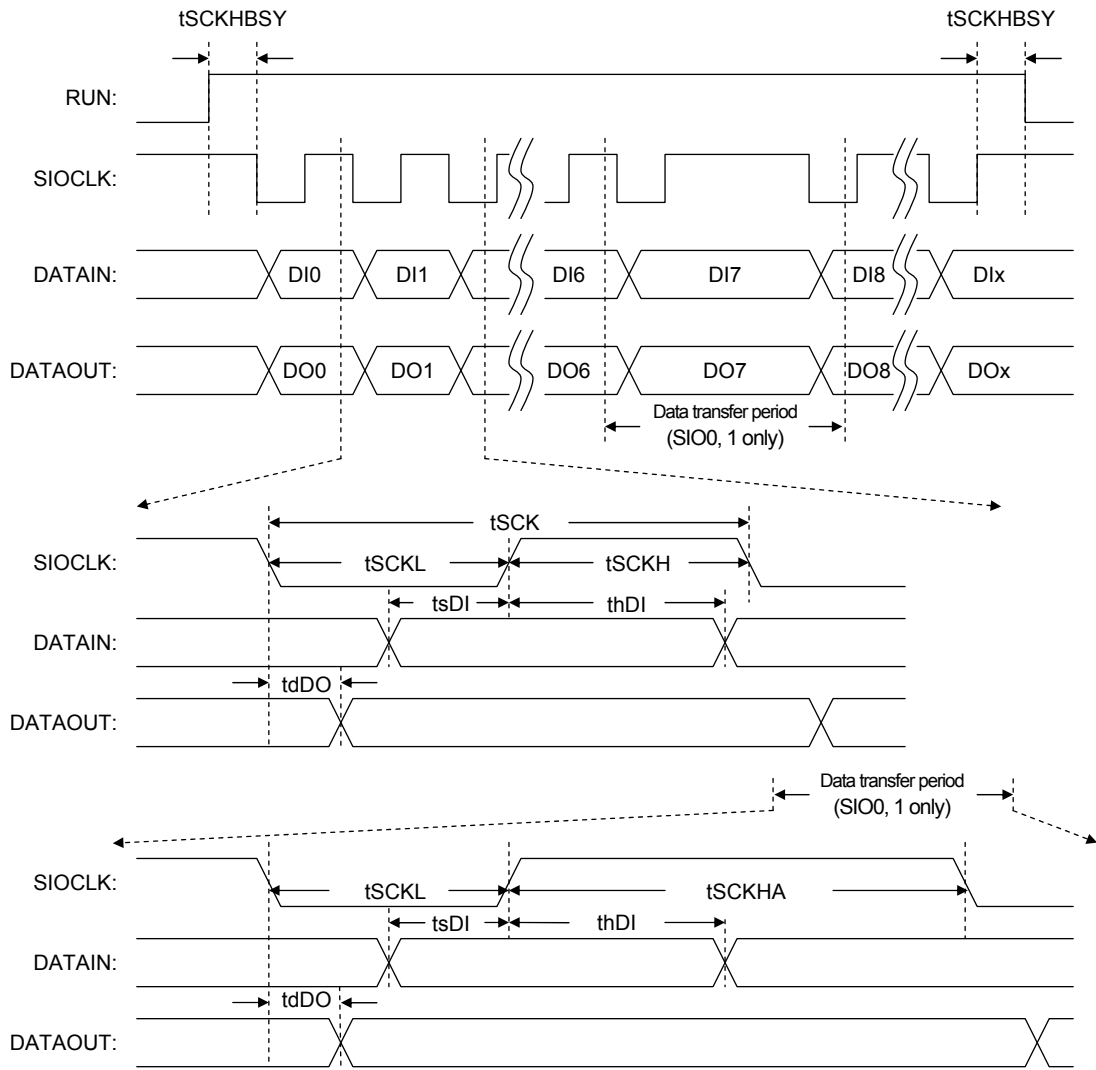 tSCKHBSY tSCKHBSY
RUN:
SIOCLK:
DATAIN: DI0 DI1 DI6 DI7 DI8 DIx
DATAOUT: DO0 DO1 DO6 DO7 DO8 DOx
Data transfer period
(SIO0, 1 only)
tSCK
SIOCLK: tSCKL tSCKH
tsDI thDI
DATAIN:
tdDO
DATAOUT:
Data transfer period
(SIO0, 1 only)
SIOCLK: tSCKL tSCKHA
tsDI thDI
DATAIN:
tdDO
DATAOUT: